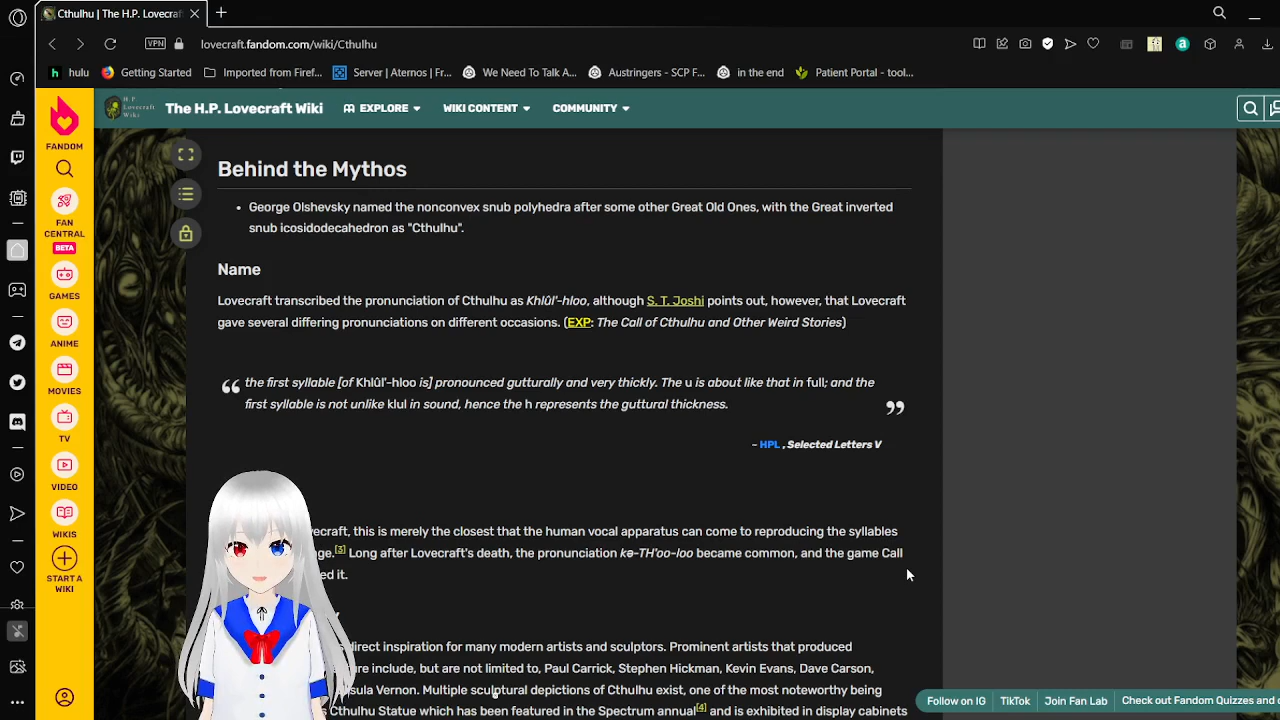 Cthulhu | The H.P. Lovecraf
VPN
lovecraft.fandom.com/wiki/Cthulhu
h hulu
Getting Started
Imported from Firef...
Server | Aternos | Fr...
We Need To Talk A...
Austringers - SCP F...
in the end
Patient Portal - tool...
H. P.
Lovecraft
Wiki
The H.P. Lovecraft Wiki
EXPLORE
WIKI CONTENT
COMMUNITY
FANDOM
FAN
CENTRAL
BETA
GAMES
ANIME
MOVIES
TV
VIDEO
WIKIS
START A
WIKI
Behind the Mythos
• George Olshevsky named the nonconvex snub polyhedra after some other Great Old Ones, with the Great inverted
snub icosidodecahedron as "Cthulhu".
Name
Lovecraft transcribed the pronunciation of Cthulhu as Khlûl'-hloo, although S. T. Joshi points out, however, that Lovecraft
gave several differing pronunciations on different occasions. (EXP: The Call of Cthulhu and Other Weird Stories)
“ the first syllable [of Khlûl'-hloo is] pronounced gutturally and very thickly. The u is about like that in full; and the
first syllable is not unlike klul in sound, hence the h represents the guttural thickness. ”
– HPL , Selected Letters V
vecraft, this is merely the closest that the human vocal apparatus can come to reproducing the syllables
ge.[3] Long after Lovecraft's death, the pronunciation kə-TH'oo-loo became common, and the game Call
ed it.
direct inspiration for many modern artists and sculptors. Prominent artists that produced
re include, but are not limited to, Paul Carrick, Stephen Hickman, Kevin Evans, Dave Carson,
sula Vernon. Multiple sculptural depictions of Cthulhu exist, one of the most noteworthy being
Cthulhu Statue which has been featured in the Spectrum annual[4] and is exhibited in display cabinets
Follow on IG
TikTok
Join Fan Lab
Check out Fandom Quizzes and